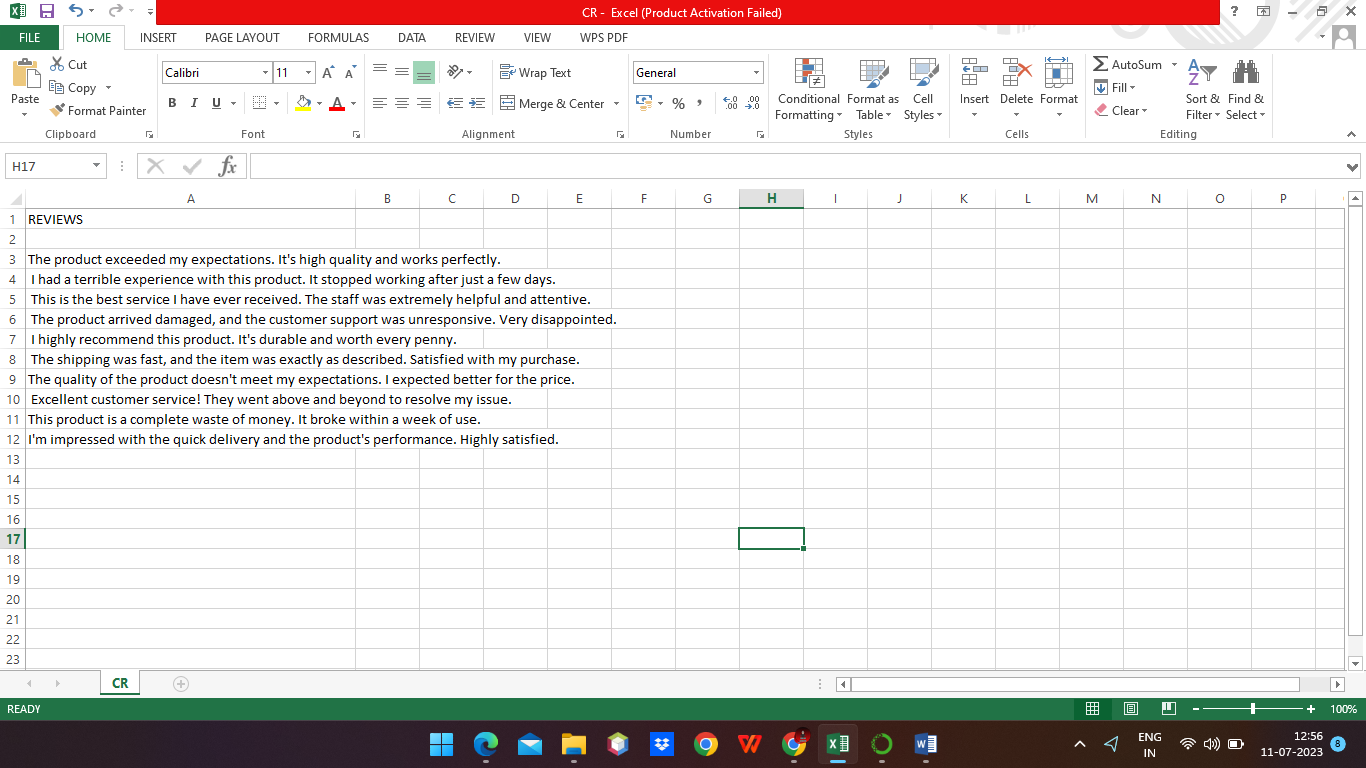 CR - Excel (Product Activation Failed)
?
FILE HOME INSERT PAGE LAYOUT FORMULAS DATA REVIEW VIEW WPS PDF
Paste
Cut
Copy
Format Painter
Clipboard
Calibri 11
B I U
Font
Wrap Text
Merge & Center
Alignment
General
%
Number
Conditional Formatting
Format as Table
Cell Styles
Styles
Insert Delete Format
Cells
AutoSum
Fill
Clear
Sort & Filter
Find & Select
Editing
H17 fx
A B C D E F G H I J K L M N O P
1 REVIEWS
2
3 The product exceeded my expectations. It's high quality and works perfectly.
4 I had a terrible experience with this product. It stopped working after just a few days.
5 This is the best service I have ever received. The staff was extremely helpful and attentive.
6 The product arrived damaged, and the customer support was unresponsive. Very disappointed.
7 I highly recommend this product. It's durable and worth every penny.
8 The shipping was fast, and the item was exactly as described. Satisfied with my purchase.
9 The quality of the product doesn't meet my expectations. I expected better for the price.
10 Excellent customer service! They went above and beyond to resolve my issue.
11 This product is a complete waste of money. It broke within a week of use.
12 I'm impressed with the quick delivery and the product's performance. Highly satisfied.
13
14
15
16
17
18
19
20
21
22
23
CR
READY 100%
ENG
IN
12:56
11-07-2023
8